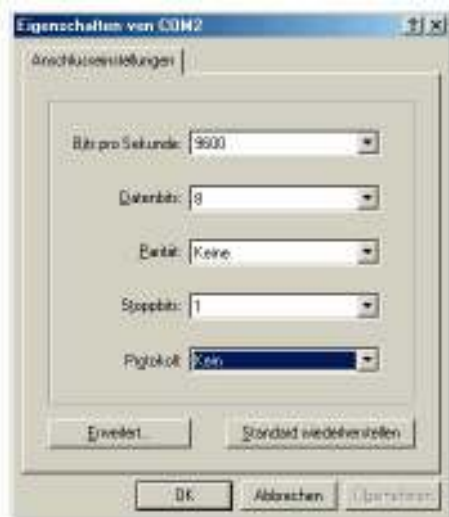 Eigenschaften von COM2
Anschlusseinstellungen
Bits pro Sekunde: 9600
Datenbits: 8
Parität: Keine
Stoppbits: 1
Protokoll: Kein
Erweitert...
Standard wiederherstellen
OK
Abbrechen
Übernehmen